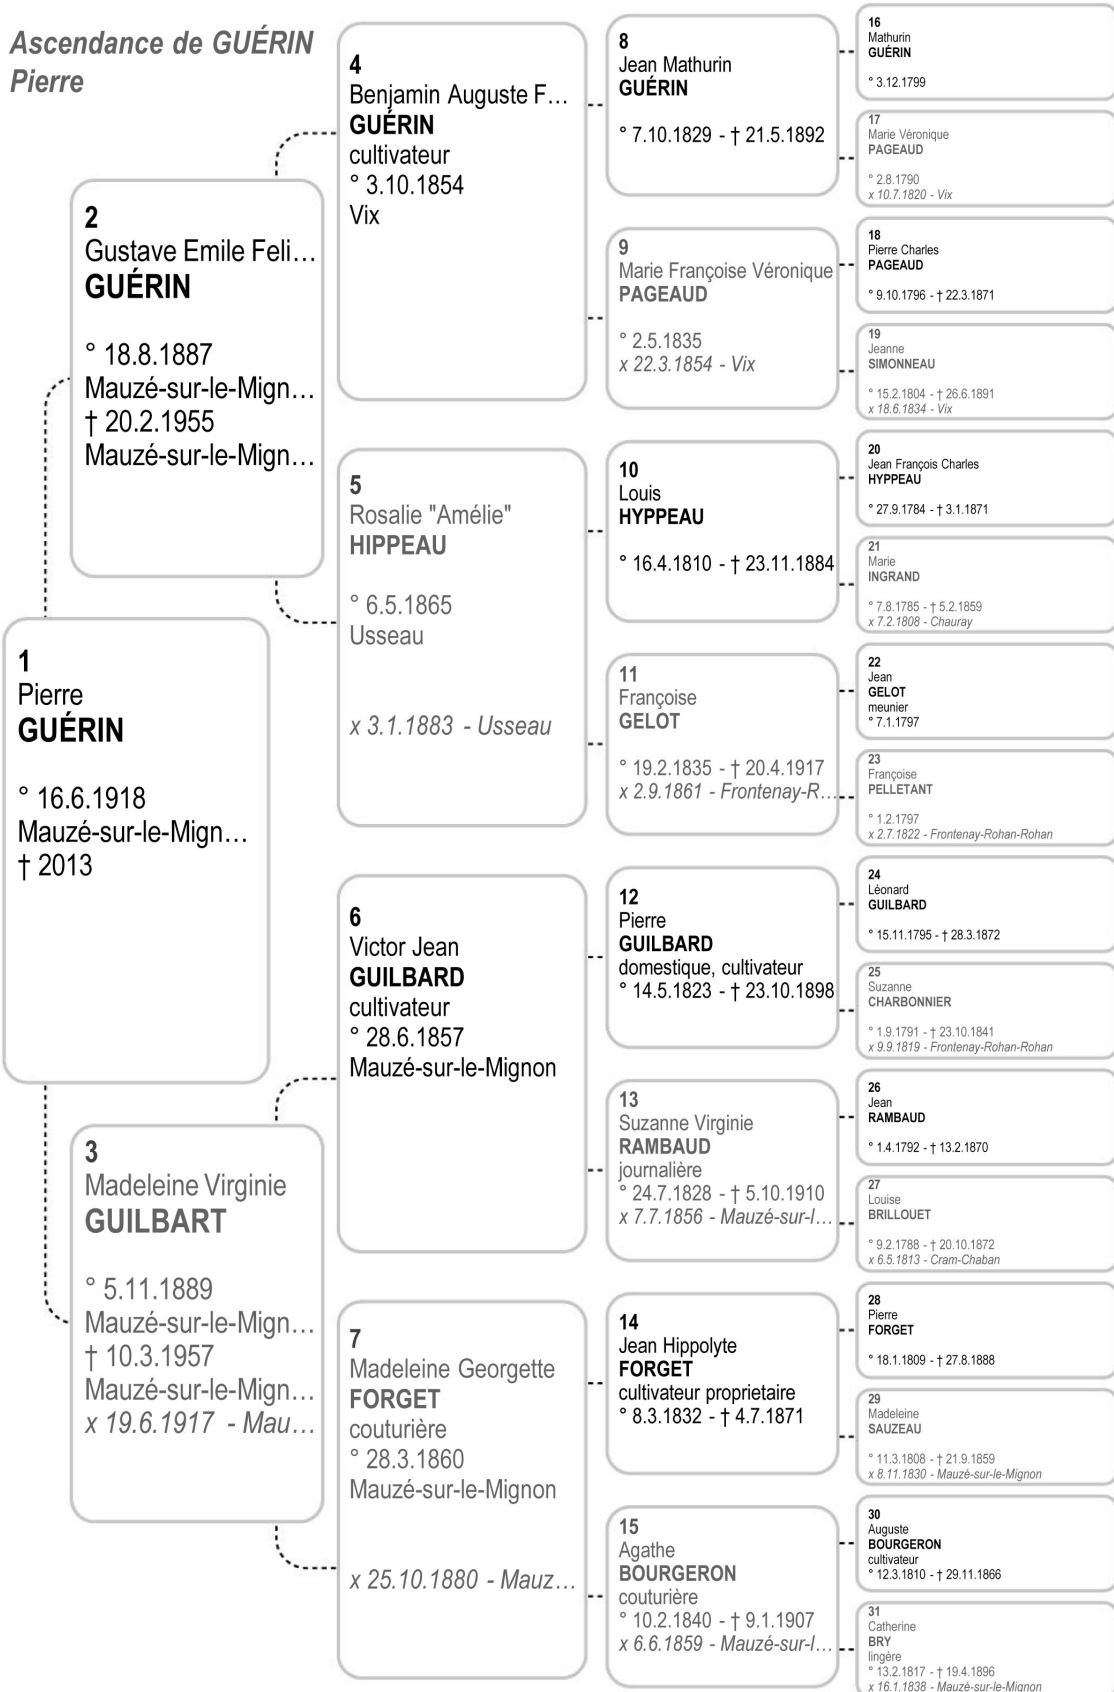 Ascendance de GUÉRIN
Pierre
1
Pierre
GUÉRIN
° 16.6.1918
Mauzé-sur-le-Mign…
† 2013
2
Gustave Emile Feli…
GUÉRIN
° 18.8.1887
Mauzé-sur-le-Mign…
† 20.2.1955
Mauzé-sur-le-Mign…
3
Madeleine Virginie
GUILBART
° 5.11.1889
Mauzé-sur-le-Mign…
† 10.3.1957
Mauzé-sur-le-Mign…
x 19.6.1917 - Mau…
4
Benjamin Auguste F…
GUÉRIN
cultivateur
° 3.10.1854
Vix
5
Rosalie "Amélie"
HIPPEAU
° 6.5.1865
Usseau
x 3.1.1883 - Usseau
6
Victor Jean
GUILBARD
cultivateur
° 28.6.1857
Mauzé-sur-le-Mignon
7
Madeleine Georgette
FORGET
couturière
° 28.3.1860
Mauzé-sur-le-Mignon
x 25.10.1880 - Mauz…
8
Jean Mathurin
GUÉRIN
° 7.10.1829 - † 21.5.1892
9
Marie Françoise Véronique
PAGEAUD
° 2.5.1835
x 22.3.1854 - Vix
10
Louis
HYPPEAU
° 16.4.1810 - † 23.11.1884
11
Françoise
GELOT
° 19.2.1835 - † 20.4.1917
x 2.9.1861 - Frontenay-R…
12
Pierre
GUILBARD
domestique, cultivateur
° 14.5.1823 - † 23.10.1898
13
Suzanne Virginie
RAMBAUD
journalière
° 24.7.1828 - † 5.10.1910
x 7.7.1856 - Mauzé-sur-l…
14
Jean Hippolyte
FORGET
cultivateur proprietaire
° 8.3.1832 - † 4.7.1871
15
Agathe
BOURGERON
couturière
° 10.2.1840 - † 9.1.1907
x 6.6.1859 - Mauzé-sur-l…
16
Mathurin
GUÉRIN
° 3.12.1799
17
Marie Véronique
PAGEAUD
° 2.8.1790
x 10.7.1820 - Vix
18
Pierre Charles
PAGEAUD
° 9.10.1796 - † 22.3.1871
19
Jeanne
SIMONNEAU
° 15.2.1804 - † 26.6.1891
x 18.6.1834 - Vix
20
Jean François Charles
HYPPEAU
° 27.9.1784 - † 3.1.1871
21
Marie
INGRAND
° 7.8.1785 - † 5.2.1859
x 7.2.1808 - Chauray
22
Jean
GELOT
meunier
° 7.1.1797
23
Françoise
PELLETANT
° 1.2.1797
x 2.7.1822 - Frontenay-Rohan-Rohan
24
Léonard
GUILBARD
° 15.11.1795 - † 28.3.1872
25
Suzanne
CHARBONNIER
° 1.9.1791 - † 23.10.1841
x 9.9.1819 - Frontenay-Rohan-Rohan
26
Jean
RAMBAUD
° 1.4.1792 - † 13.2.1870
27
Louise
BRILLOUET
° 9.2.1788 - † 20.10.1872
x 6.5.1813 - Cram-Chaban
28
Pierre
FORGET
° 18.1.1809 - † 27.8.1888
29
Madeleine
SAUZEAU
° 11.3.1808 - † 21.9.1859
x 8.11.1830 - Mauzé-sur-le-Mignon
30
Auguste
BOURGERON
cultivateur
° 12.3.1810 - † 29.11.1866
31
Catherine
BRY
lingère
° 13.2.1817 - † 19.4.1896
x 16.1.1838 - Mauzé-sur-le-Mignon